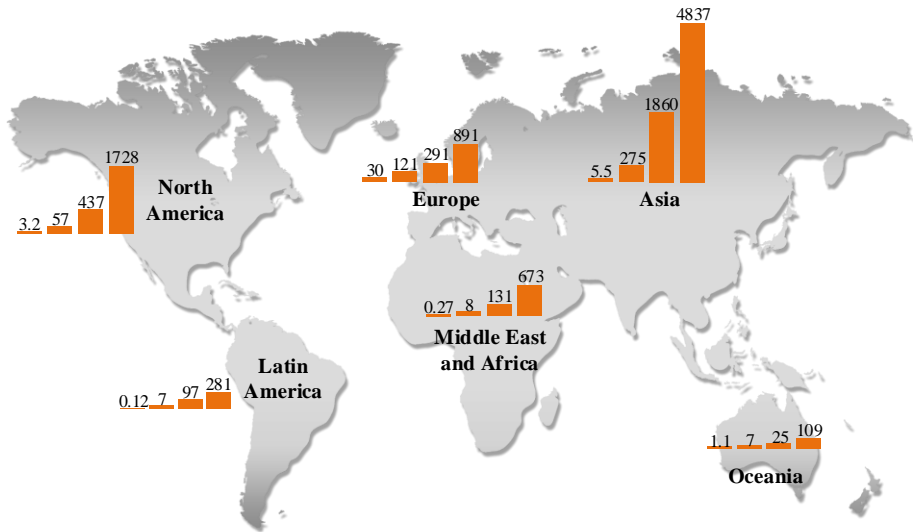 4837
1860
275
5.5
Asia
891
291
121
30
Europe
1728
437
57
3.2
North
America
673
131
8
0.27
Middle East
and Africa
281
97
7
0.12
Latin
America
109
25
7
1.1
Oceania